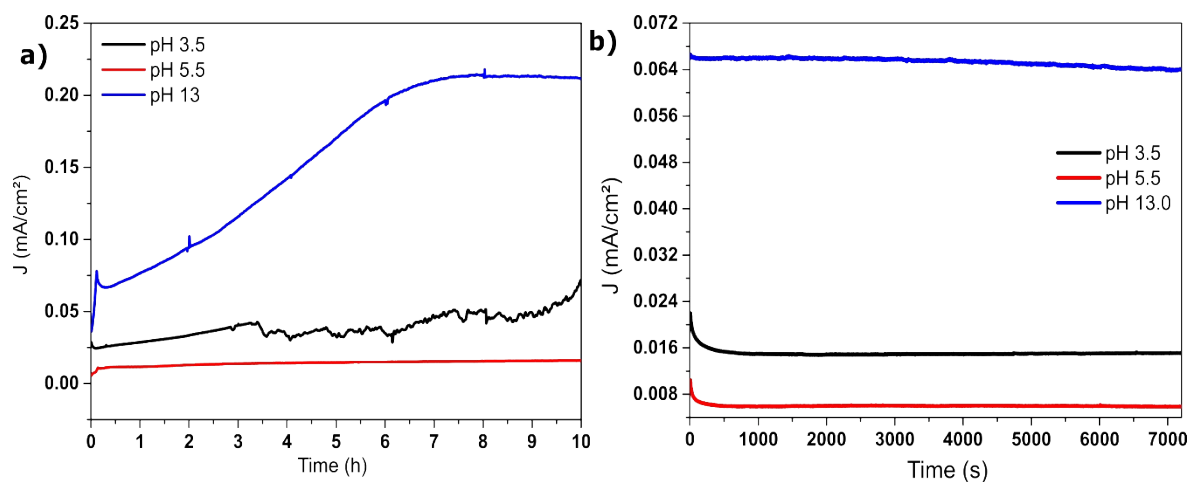 a)
0.25
0.20
0.15
0.10
0.05
0.00
J (mA/cm²)
pH 3.5
pH 5.5
pH 13
0 1 2 3 4 5 6 7 8 9 10
Time (h)
b)
0.072
0.064
0.056
0.048
0.040
0.032
0.024
0.016
0.008
J (mA/cm²)
pH 3.5
pH 5.5
pH 13.0
0 1000 2000 3000 4000 5000 6000 7000
Time (s)